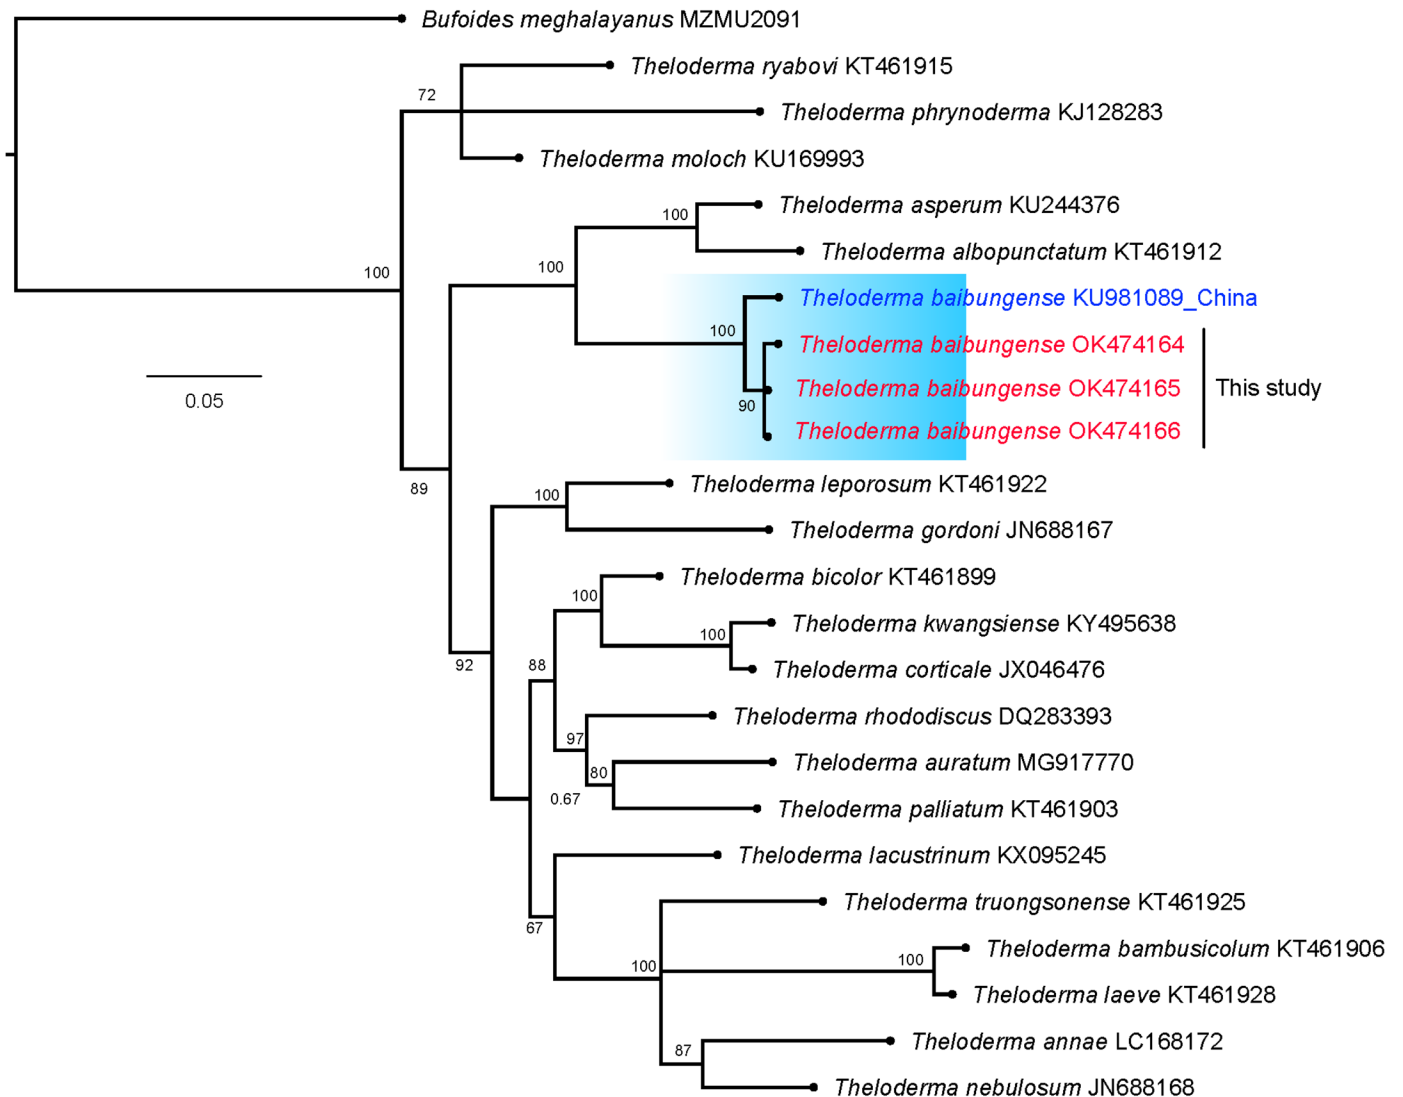 Bufoides meghalayanus MZMU2091
Theloderma ryabovi KT461915
72
Theloderma phrynoderma KJ128283
Theloderma moloch KU169993
Theloderma asperum KU244376
100
Theloderma albopunctatum KT461912
100
100
Theloderma baibungense KU981089_China
100
Theloderma baibungense OK474164
Theloderma baibungense OK474165
This study
0.05
90
Theloderma baibungense OK474166
89
Theloderma leporosum KT461922
100
Theloderma gordoni JN688167
Theloderma bicolor KT461899
100
Theloderma kwangsiense KY495638
100
92
88
Theloderma corticale JX046476
Theloderma rhododiscus DQ283393
97
Theloderma auratum MG917770
80
0.67
Theloderma palliatum KT461903
Theloderma lacustrinum KX095245
Theloderma truongsonense KT461925
67
Theloderma bambusicolum KT461906
100
100
Theloderma laeve KT461928
Theloderma annae LC168172
87
Theloderma nebulosum JN688168